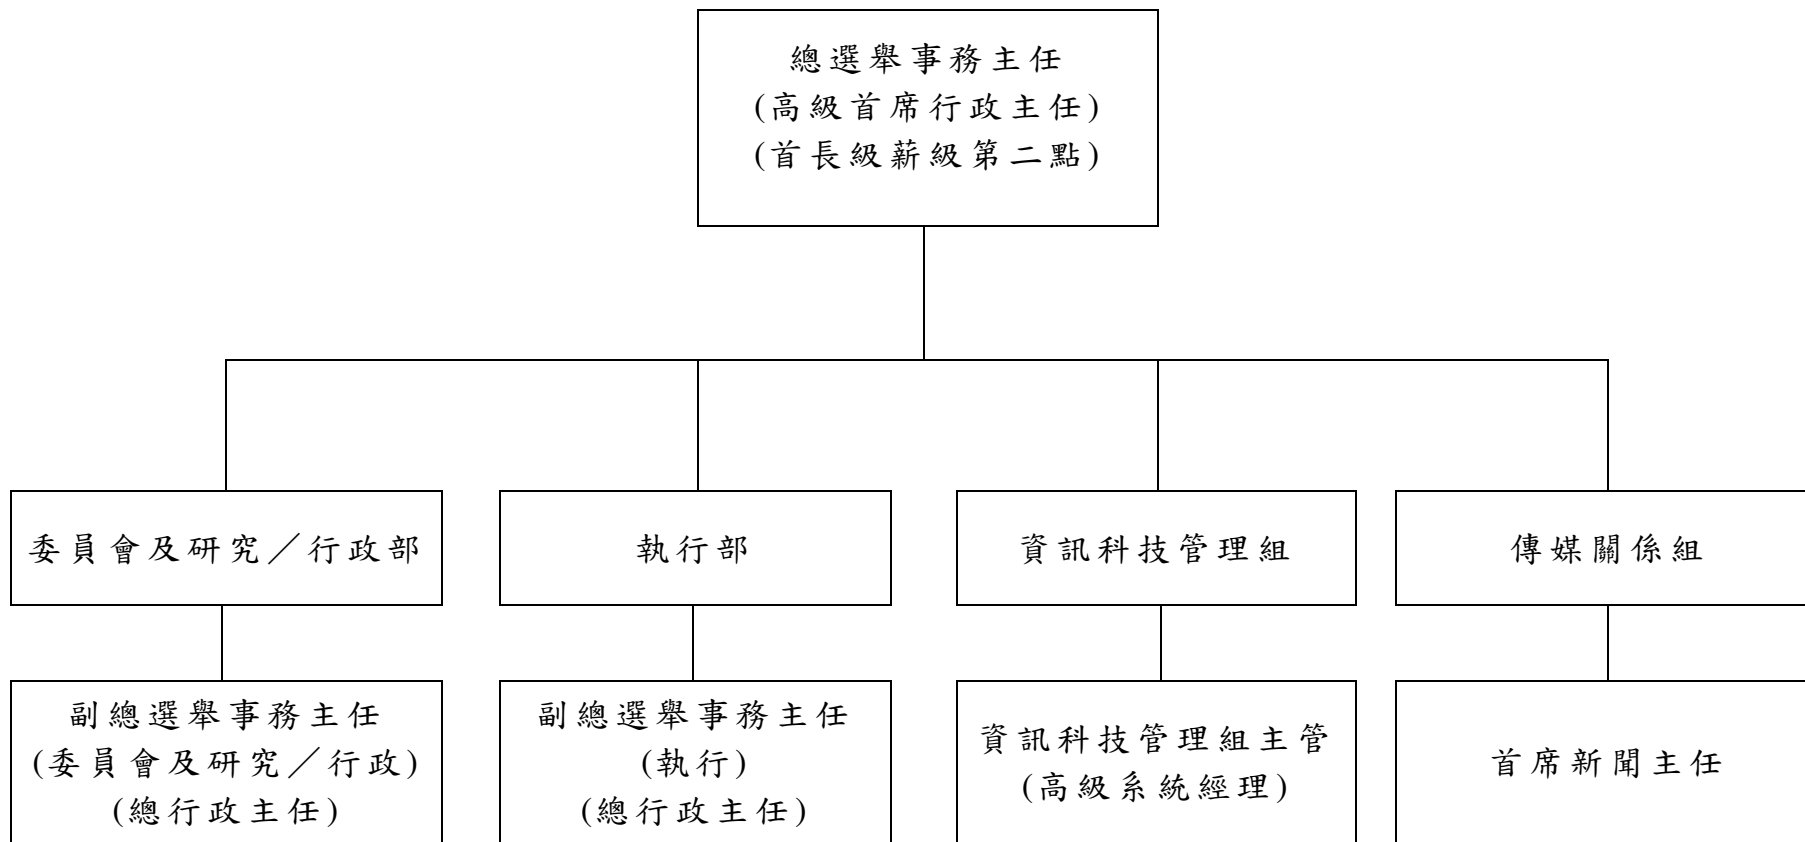 總選舉事務主任
(高級首席行政主任)
(首長級薪級第二點)
委員會及研究／行政部
執行部
資訊科技管理組
傳媒關係組
副總選舉事務主任
(委員會及研究／行政)
(總行政主任)
副總選舉事務主任
(執行)
(總行政主任)
資訊科技管理組主管
(高級系統經理)
首席新聞主任